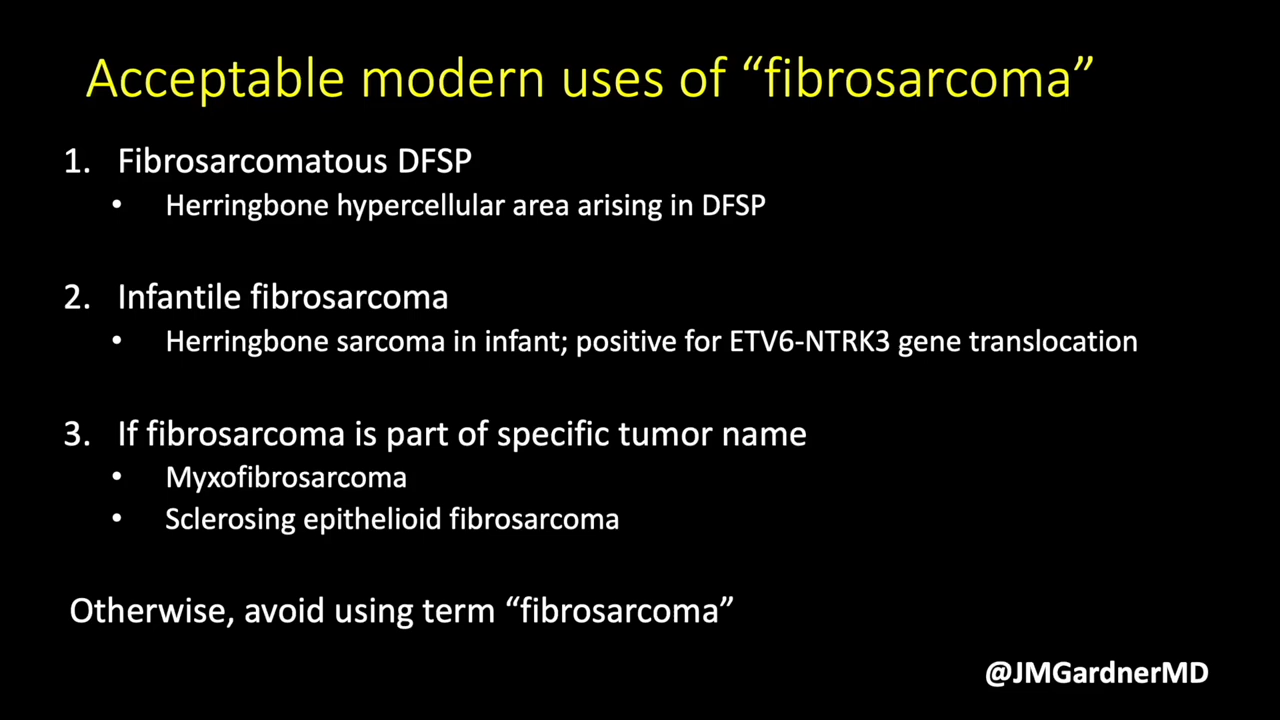 Acceptable modern uses of “fibrosarcoma”
1. Fibrosarcomatous DFSP
• Herringbone hypercellular area arising in DFSP
2. Infantile fibrosarcoma
• Herringbone sarcoma in infant; positive for ETV6-NTRK3 gene translocation
3. If fibrosarcoma is part of specific tumor name
• Myxofibrosarcoma
• Sclerosing epithelioid fibrosarcoma
Otherwise, avoid using term “fibrosarcoma”
@JMGardnerMD